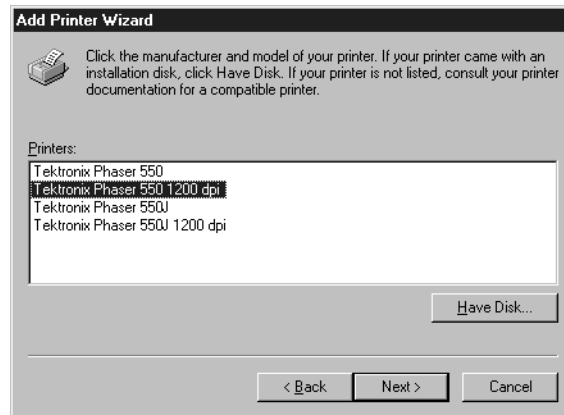 Add Printer Wizard
Click the manufacturer and model of your printer. If your printer came with an
installation disk, click Have Disk. If your printer is not listed, consult your printer
documentation for a compatible printer.
Printers:
Tektronix Phaser 550
Tektronix Phaser 550 1200 dpi
Tektronix Phaser 550J
Tektronix Phaser 550J 1200 dpi
Have Disk...
< Back
Next >
Cancel